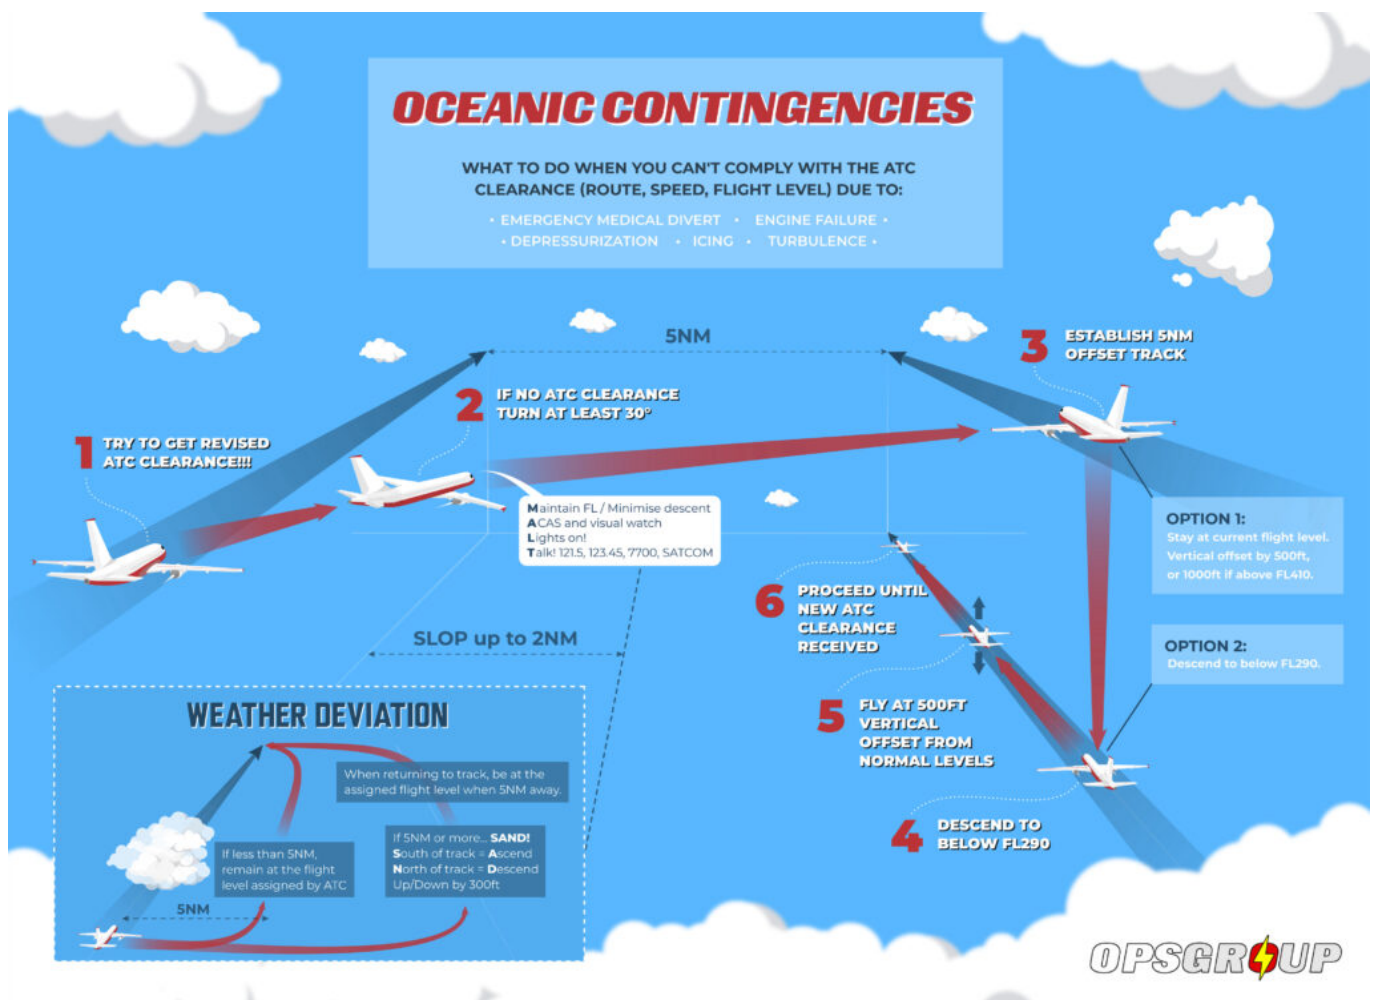 OCEANIC CONTINGENCIES
WHAT TO DO WHEN YOU CAN'T COMPLY WITH THE ATC
CLEARANCE (ROUTE, SPEED, FLIGHT LEVEL) DUE TO:
• EMERGENCY MEDICAL DIVERT • ENGINE FAILURE •
• DEPRESSURIZATION • ICING • TURBULENCE •
5NM
1
TRY TO GET REVISED
ATC CLEARANCE!!!
2
IF NO ATC CLEARANCE
TURN AT LEAST 30°
Maintain FL / Minimise descent
ACAS and visual watch
Lights on!
Talk! 121.5, 123.45, 7700, SATCOM
3
ESTABLISH 5NM
OFFSET TRACK
OPTION 1:
Stay at current flight level.
Vertical offset by 500ft,
or 1000ft if above FL410.
OPTION 2:
Descend to below FL290.
4
DESCEND TO
BELOW FL290
5
FLY AT 500FT
VERTICAL
OFFSET FROM
NORMAL LEVELS
6
PROCEED UNTIL
NEW ATC
CLEARANCE
RECEIVED
SLOP up to 2NM
WEATHER DEVIATION
When returning to track, be at the
assigned flight level when 5NM away.
If less than 5NM,
remain at the flight
level assigned by ATC
If 5NM or more... SAND!
South of track = Ascend
North of track = Descend
Up/Down by 300ft
5NM
OPSGROUP